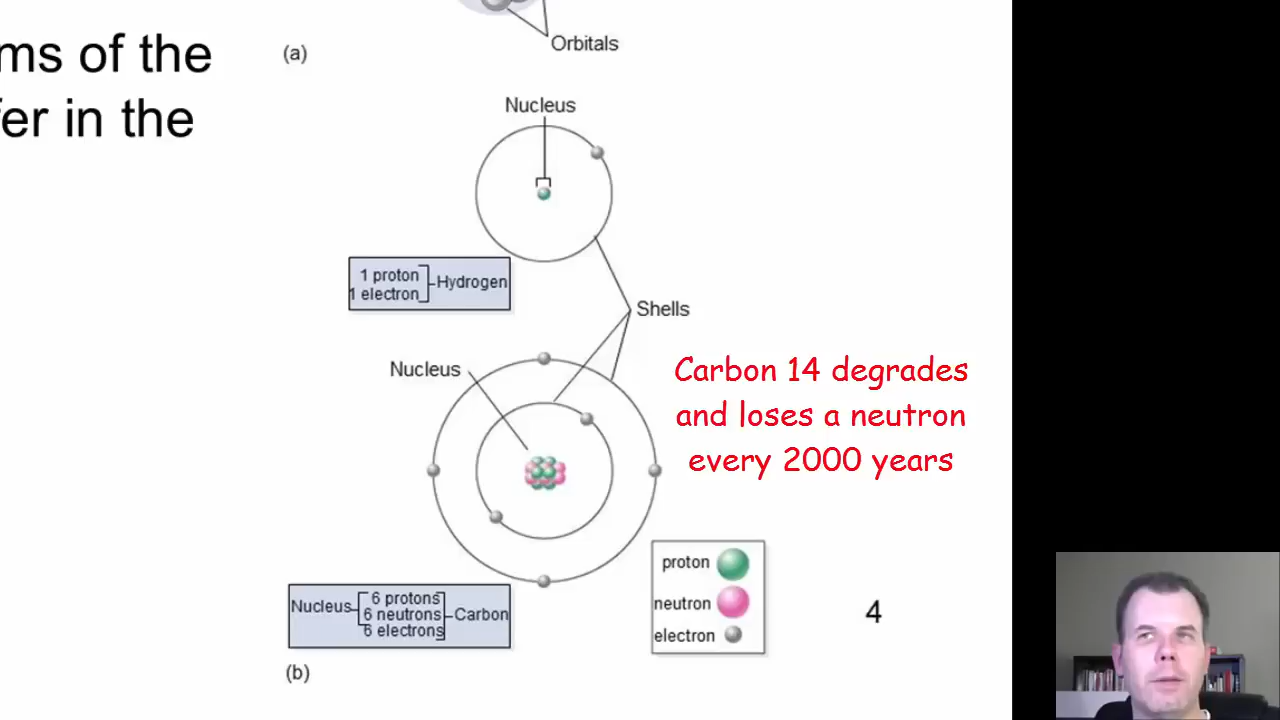 ms of the
fer in the
Orbitals
(a)
Nucleus
1 proton
1 electron
Hydrogen
Shells
Nucleus
Carbon 14 degrades
and loses a neutron
every 2000 years
proton
neutron
electron
4
Nucleus
6 protons
6 neutrons
6 electrons
Carbon
(b)